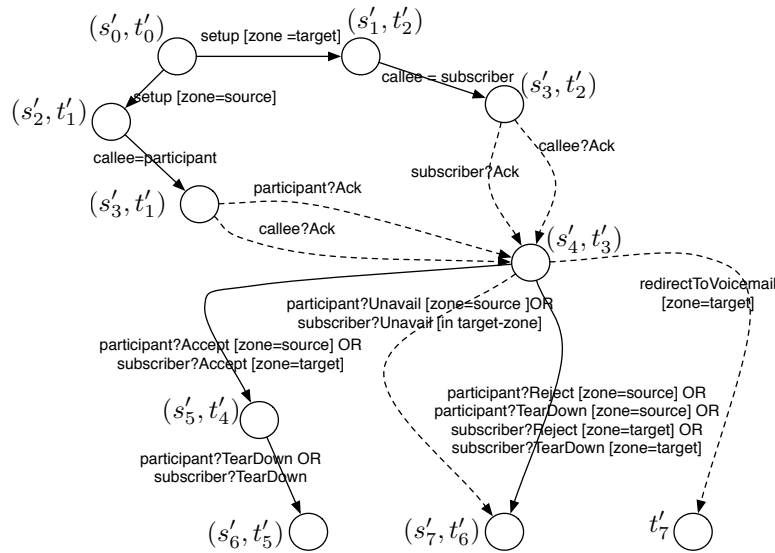 (s′0, t′0)
setup [zone =target]
(s′1, t′2)
callee = subscriber
(s′3, t′2)
setup [zone=source]
(s′2, t′1)
callee=participant
(s′3, t′1)
subscriber?Ack
callee?Ack
participant?Ack
callee?Ack
(s′4, t′3)
redirectToVoicemail
[zone=target]
participant?Unavail [zone=source ]OR
subscriber?Unavail [in target-zone]
participant?Accept [zone=source] OR
subscriber?Accept [zone=target]
participant?Reject [zone=source] OR
participant?TearDown [zone=source] OR
subscriber?Reject [zone=target] OR
subscriber?TearDown [zone=target]
(s′5, t′4)
participant?TearDown OR
subscriber?TearDown
(s′6, t′5)
(s′7, t′6)
t′7